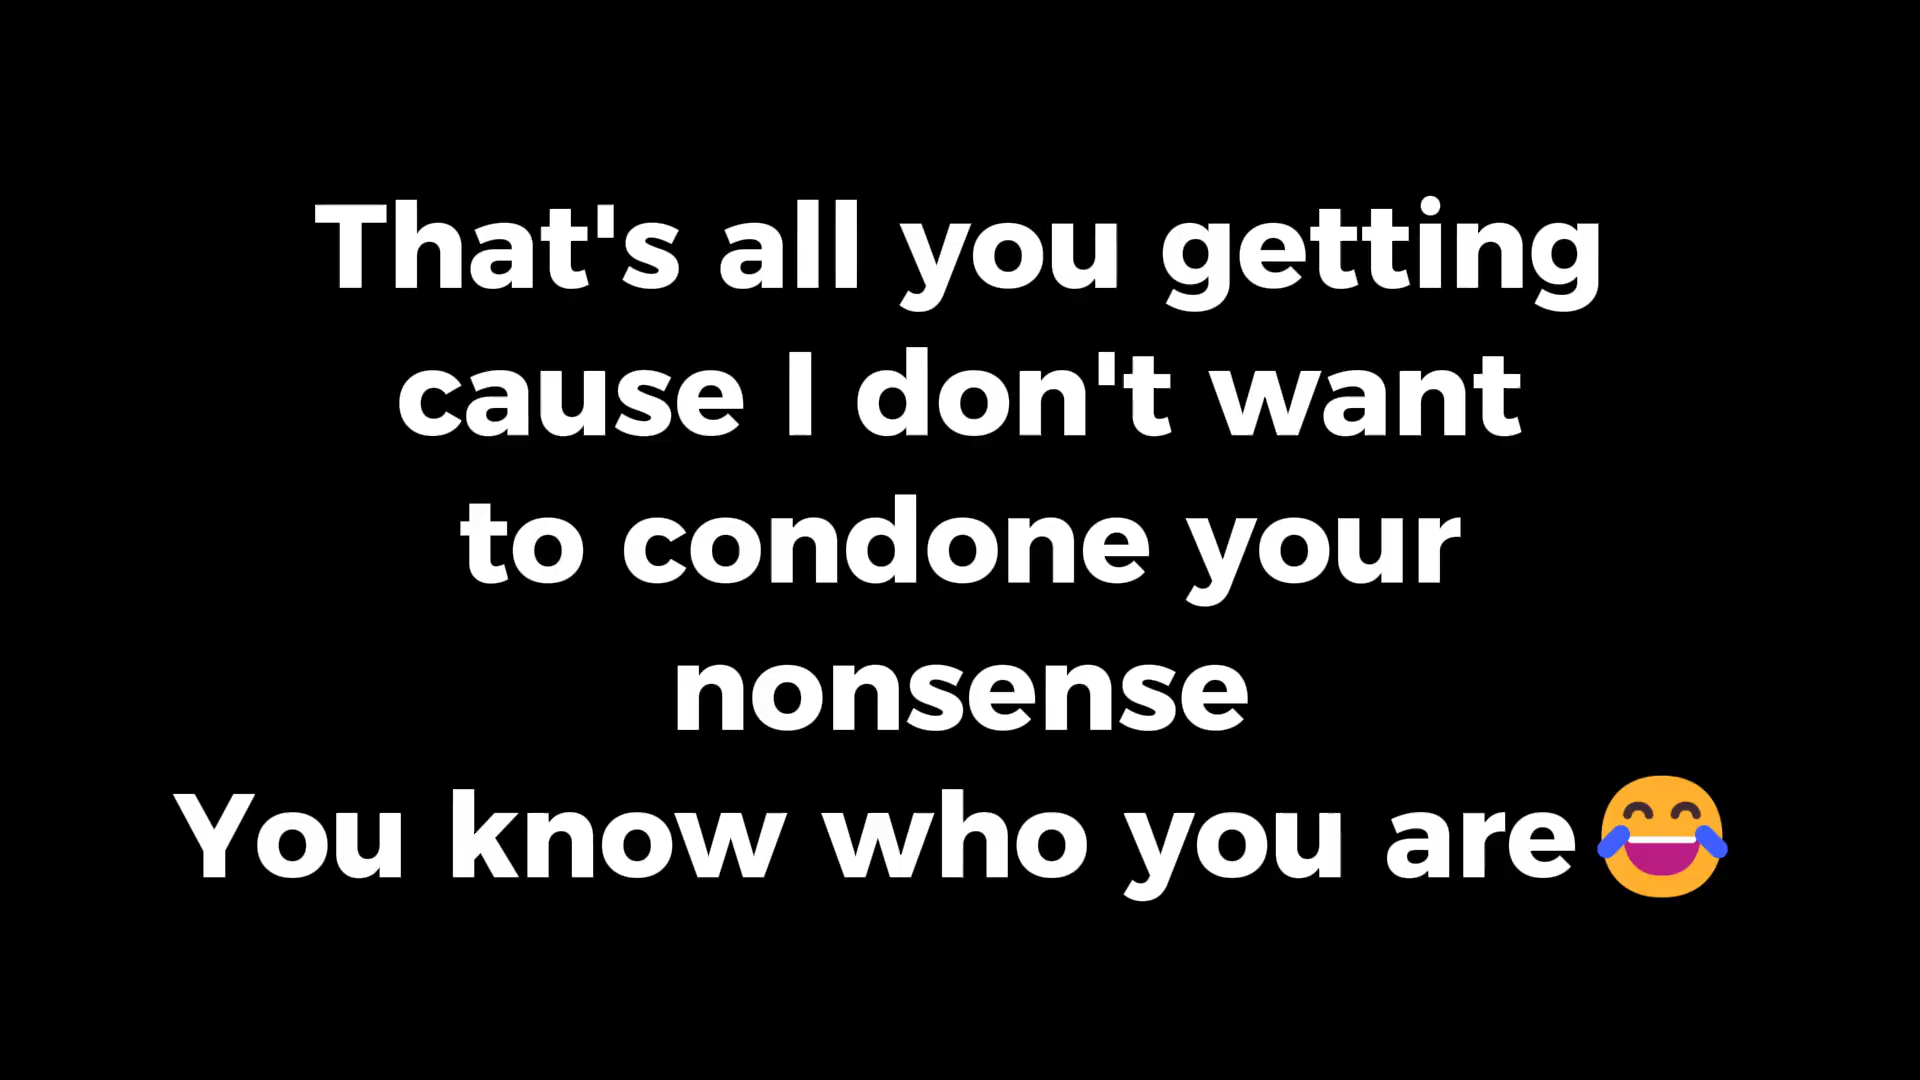 That's all you getting
cause I don't want
to condone your
nonsense
You know who you are😂